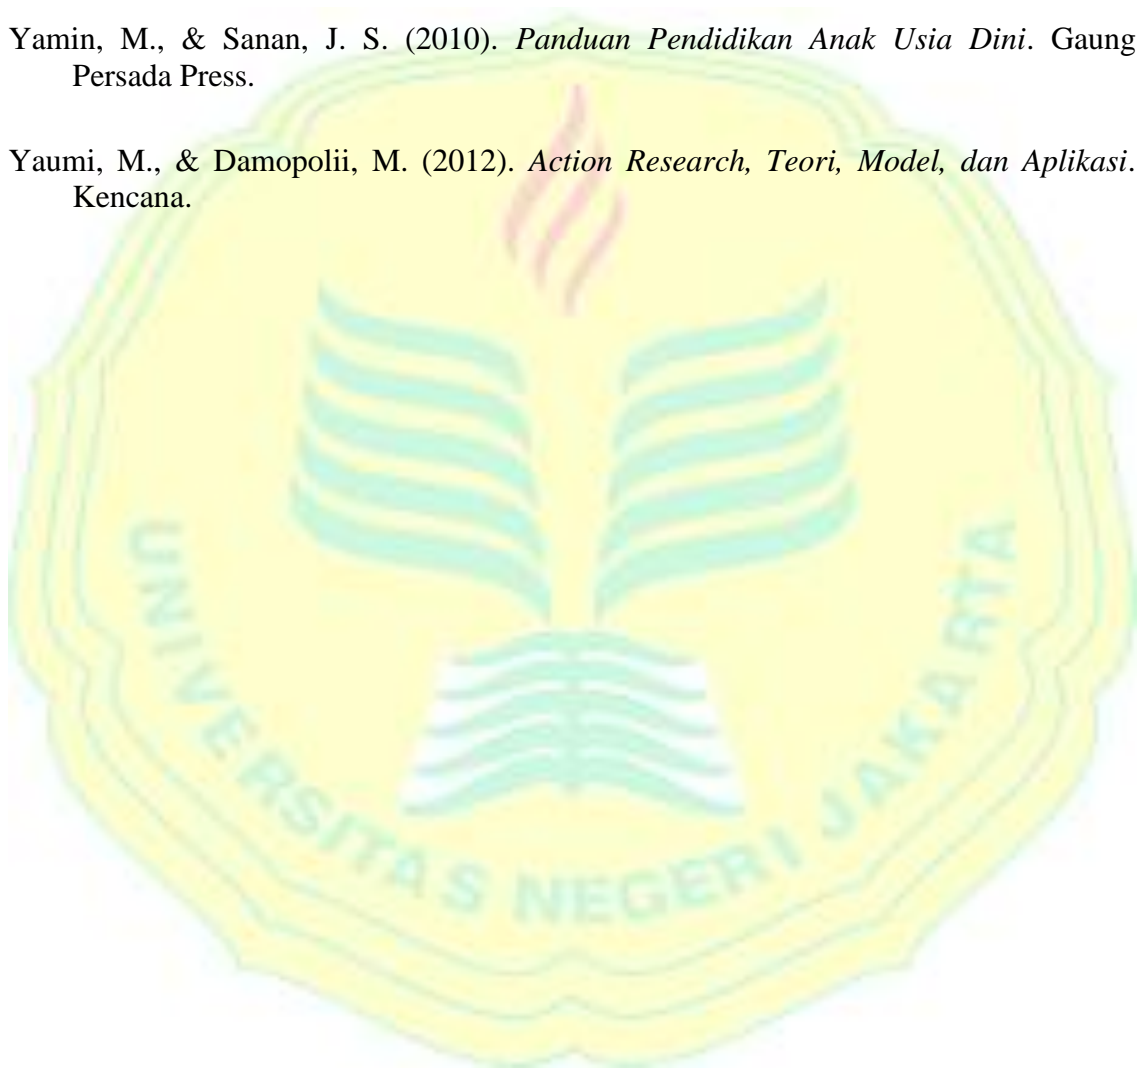 Yamin, M., & Sanan, J. S. (2010). Panduan Pendidikan Anak Usia Dini. Gaung
Persada Press.
Yaumi, M., & Damopolii, M. (2012). Action Research, Teori, Model, dan Aplikasi.
Kencana.
UNIVERSITAS NEGERI JAKARTA